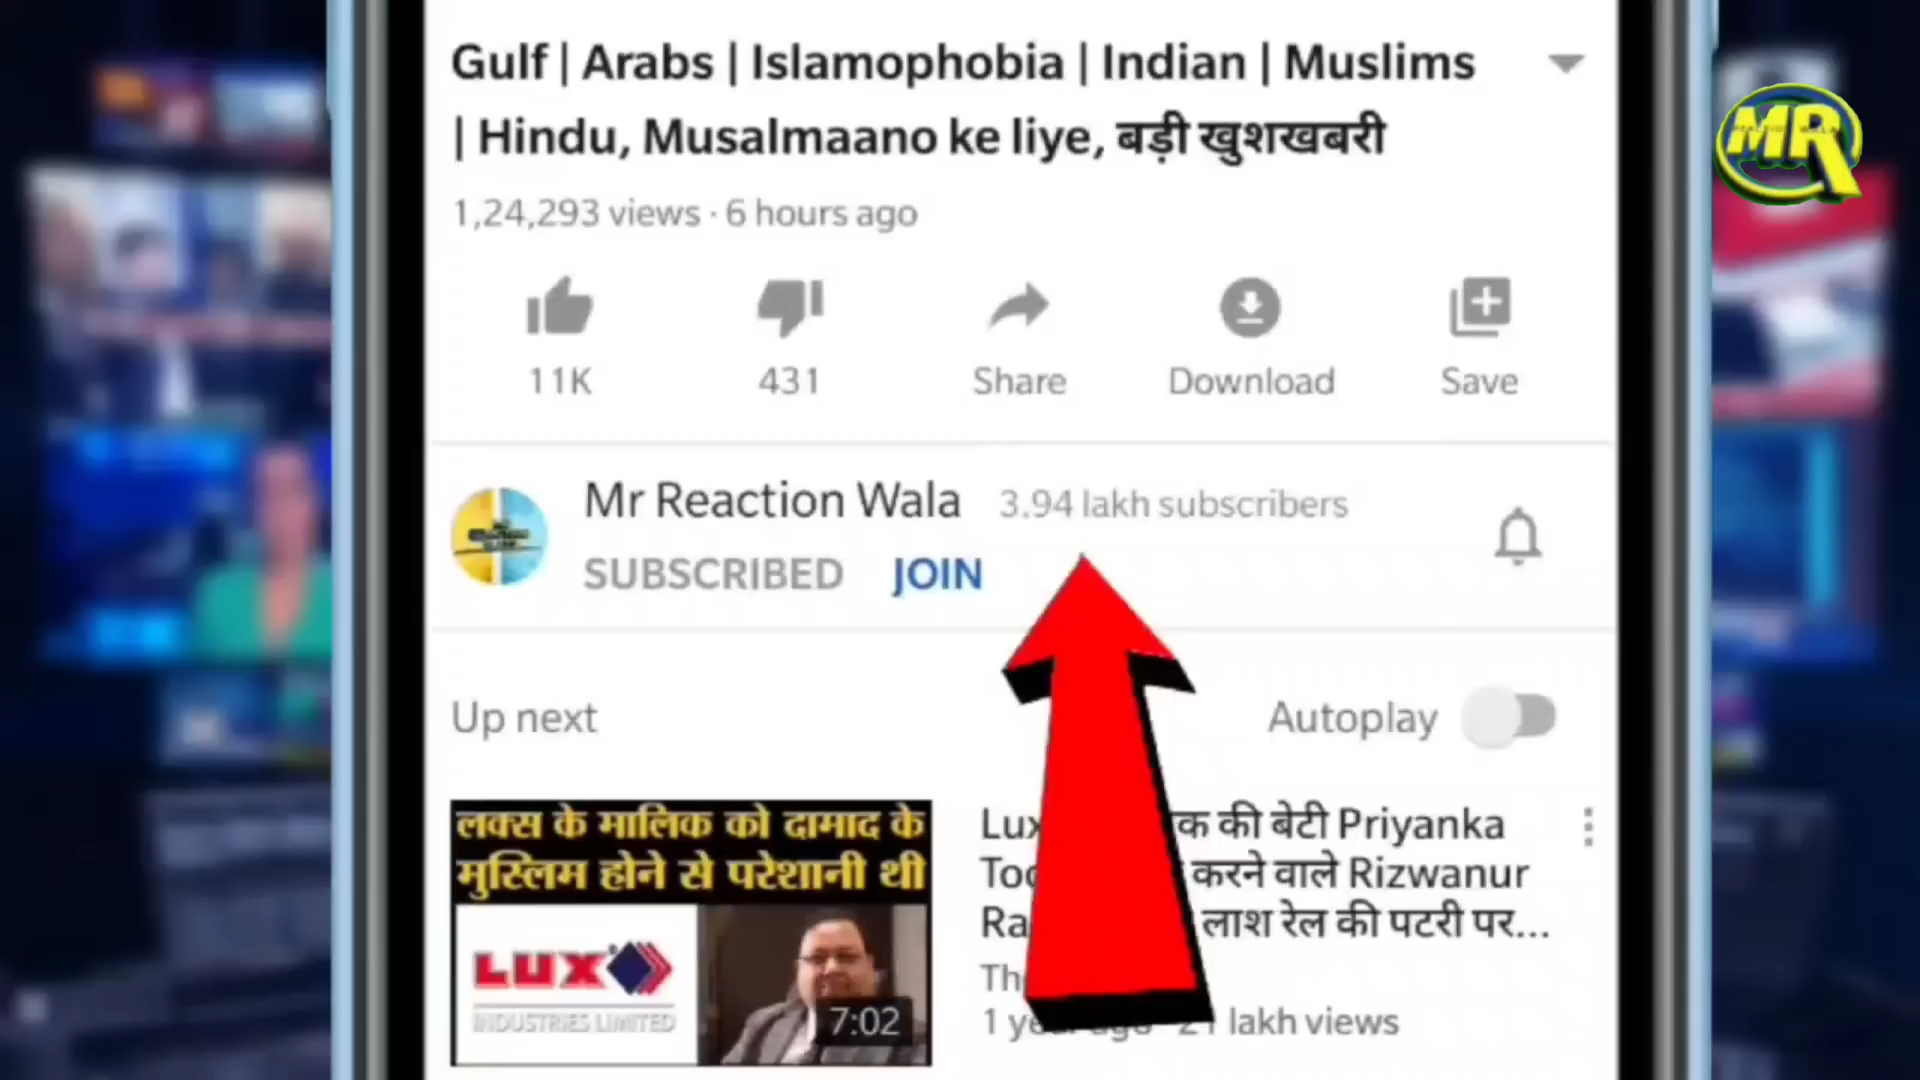 Gulf | Arabs | Islamophobia | Indian | Muslims
| Hindu, Musalmaano ke liye, बड़ी खुशखबरी
1,24,293 views · 6 hours ago
11K
431
Share
Download
Save
Mr Reaction Wala 3.94 lakh subscribers
SUBSCRIBED JOIN
Up next
Autoplay
लक्स के मालिक को दामाद के
मुस्लिम होने से परेशानी थी
LUX
INDUSTRIES LIMITED
7:02
की बेटी Priyanka
करने वाले Rizwanur
लाश रेल की पटरी पर...
lakh views
MR